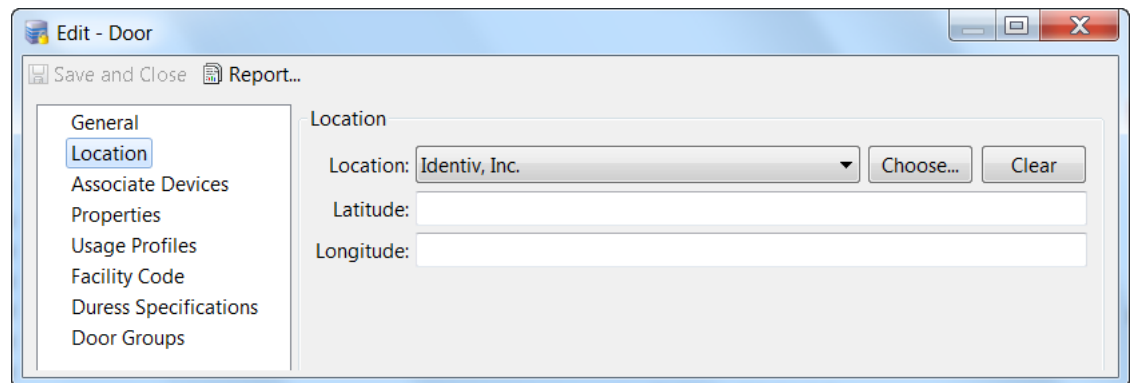 Edit - Door
Save and Close Report...
General
Location
Associate Devices
Properties
Usage Profiles
Facility Code
Duress Specifications
Door Groups
Location
Location: Identiv, Inc. Choose... Clear
Latitude:
Longitude: